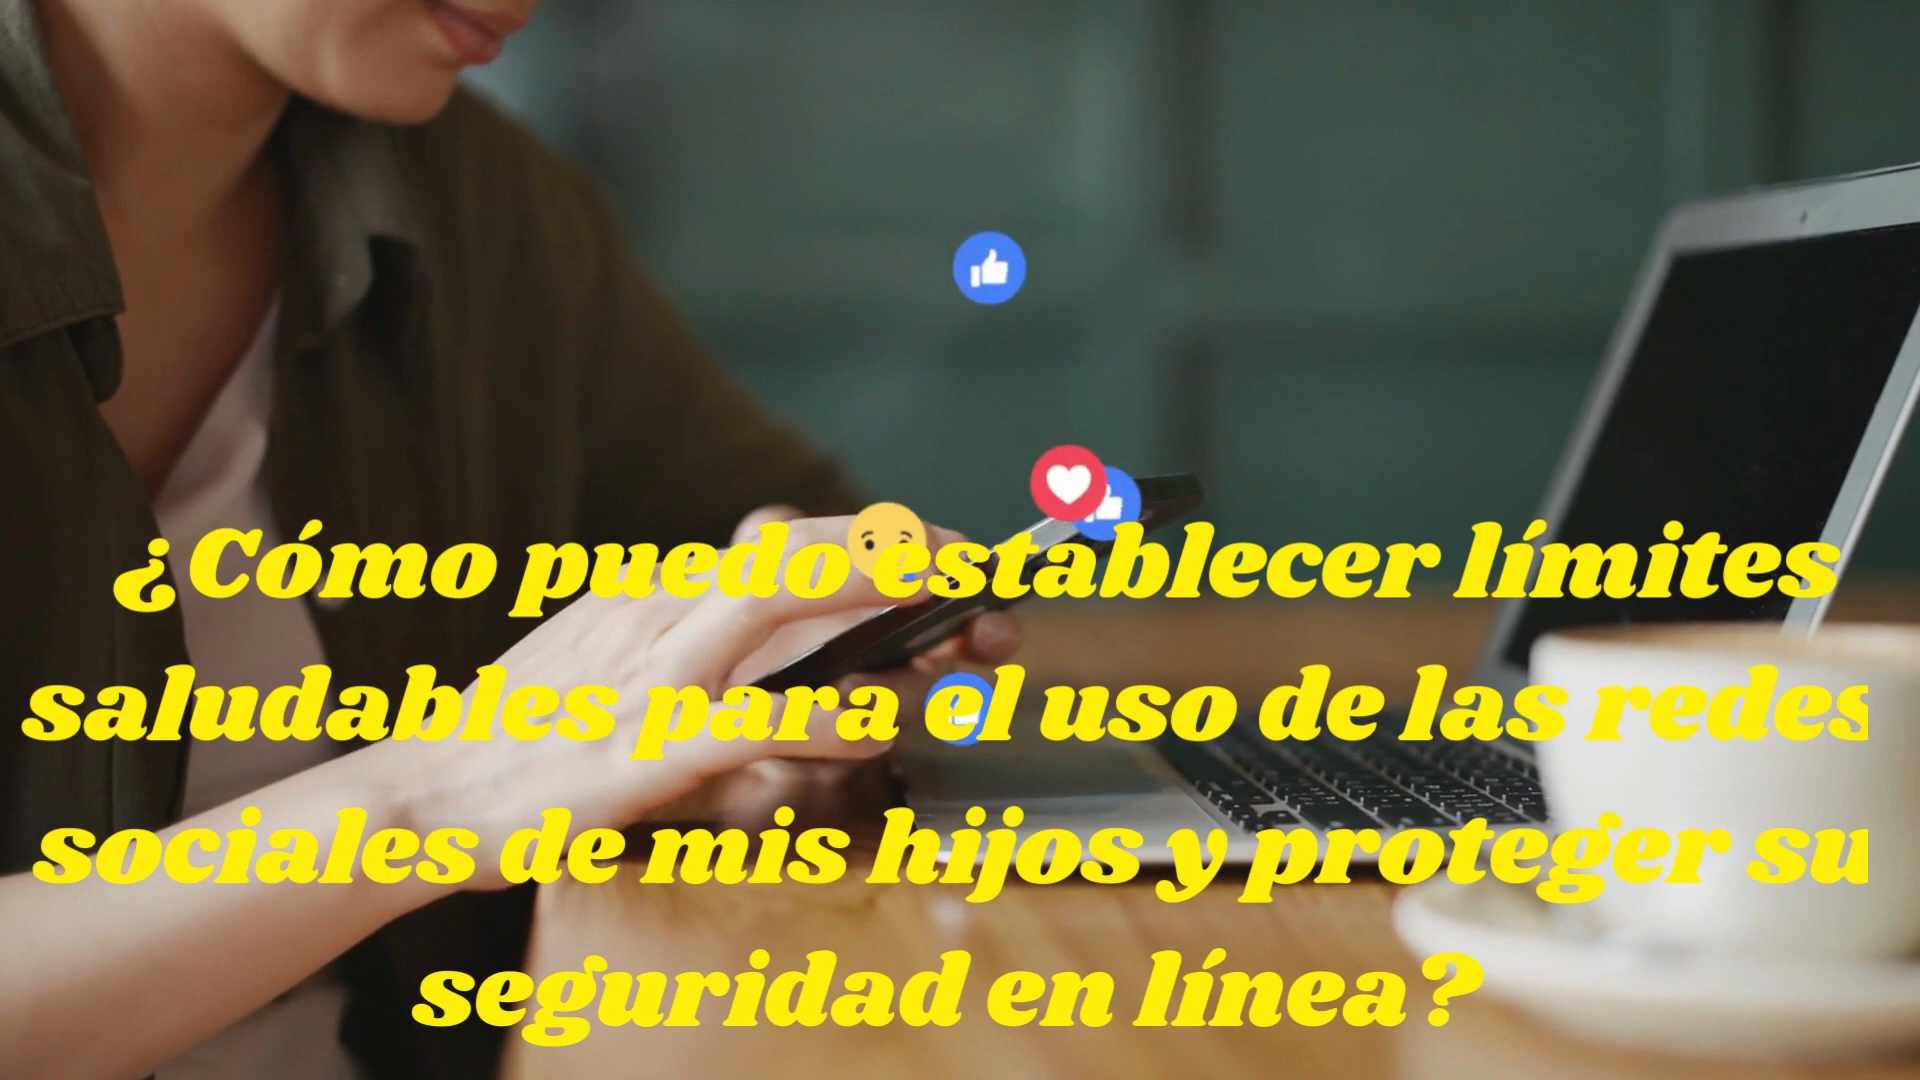 ¿Cómo puedo establecer límites
saludables para el uso de las redes
sociales de mis hijos y proteger su
seguridad en línea?